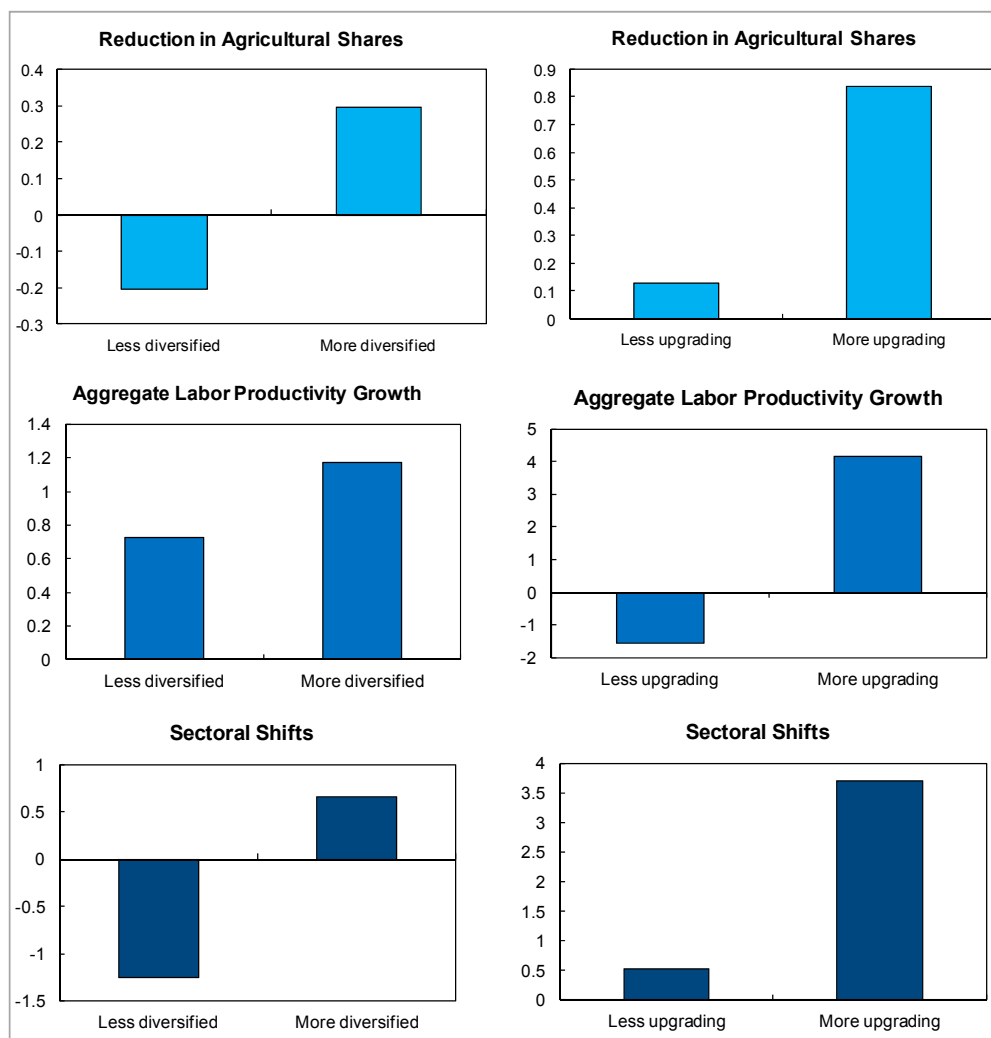 Reduction in Agricultural Shares
0.4
0.3
0.2
0.1
0
-0.1
-0.2
-0.3
Less diversified
More diversified
Reduction in Agricultural Shares
0.9
0.8
0.7
0.6
0.5
0.4
0.3
0.2
0.1
0
Less upgrading
More upgrading
Aggregate Labor Productivity Growth
1.4
1.2
1
0.8
0.6
0.4
0.2
0
Less diversified
More diversified
Aggregate Labor Productivity Growth
5
4
3
2
1
0
-1
-2
Less upgrading
More upgrading
Sectoral Shifts
1
0.5
0
-0.5
-1
-1.5
Less diversified
More diversified
Sectoral Shifts
4
3.5
3
2.5
2
1.5
1
0.5
0
Less upgrading
More upgrading